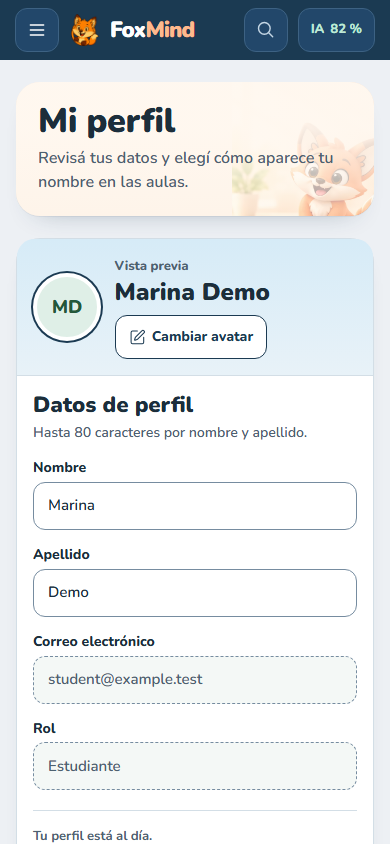 FoxMind
IA 82 %
Mi perfil
Revisá tus datos y elegí cómo aparece tu
nombre en las aulas.
Vista previa
MD
Marina Demo
Cambiar avatar
Datos de perfil
Hasta 80 caracteres por nombre y apellido.
Nombre
Marina
Apellido
Demo
Correo electrónico
student@example.test
Rol
Estudiante
Tu perfil está al día.